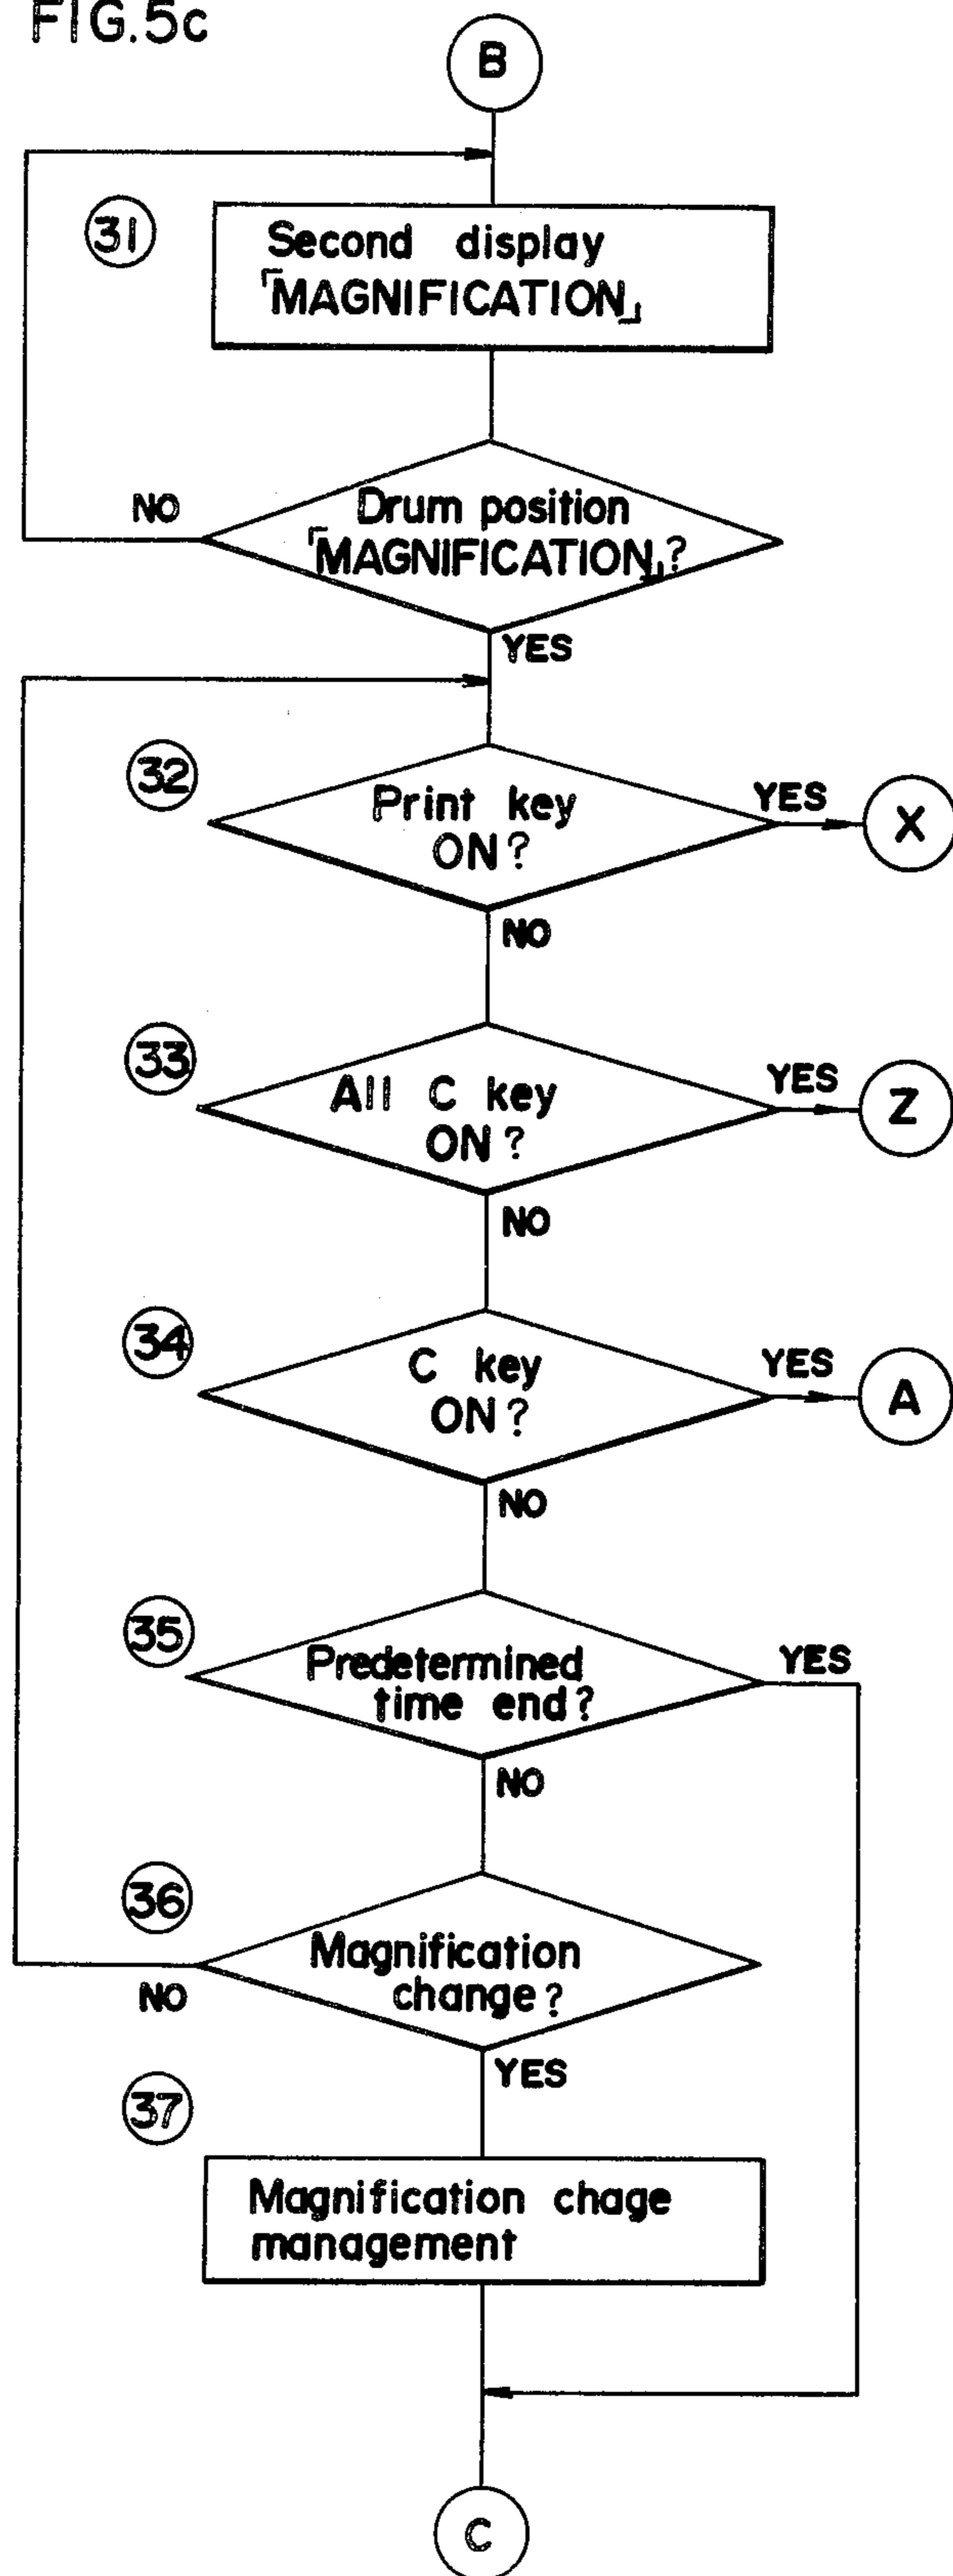 FIG.5c
B
31
Second display
「MAGNIFICATION」
Drum position
「MAGNIFICATION」?
NO
YES
32
Print key
ON?
YES
X
NO
33
All C key
ON?
YES
Z
NO
34
C key
ON?
YES
A
NO
35
Predetermined
time end?
YES
NO
36
Magnification
change?
NO
YES
37
Magnification chage
management
C